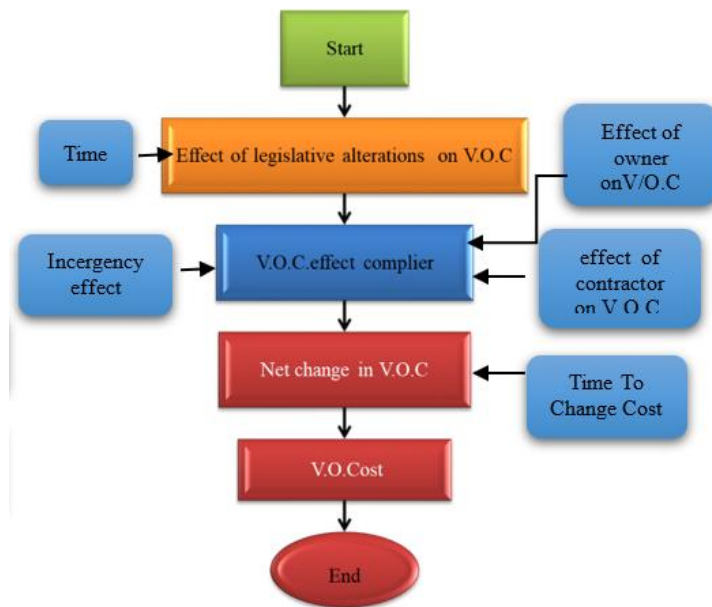 Start
Time
Effect of legislative alterations on V.O.C
Effect of
owner
onV/O.C
Incergency
effect
V.O.C.effect complier
effect of
contractor
on V.O.C
Net change in V.O.C
Time To
Change Cost
V.O.Cost
End